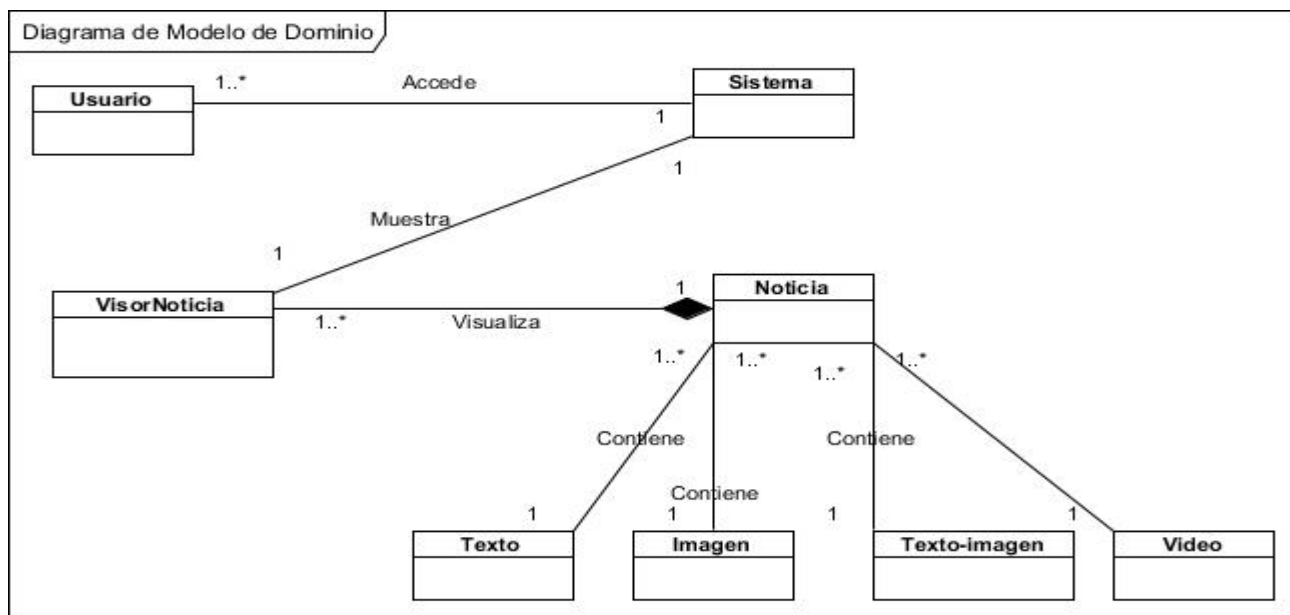 Diagrama de Modelo de Dominio
1..*
Accede
Sistema
Usuario
1
1
Muestra
1
VisorNoticia
1..*
Visualiza
1
Noticia
1..*
1..*
1..*
1..*
Contiene
Contiene
Contiene
1
1
1
1
Texto
Imagen
Texto-imagen
Video